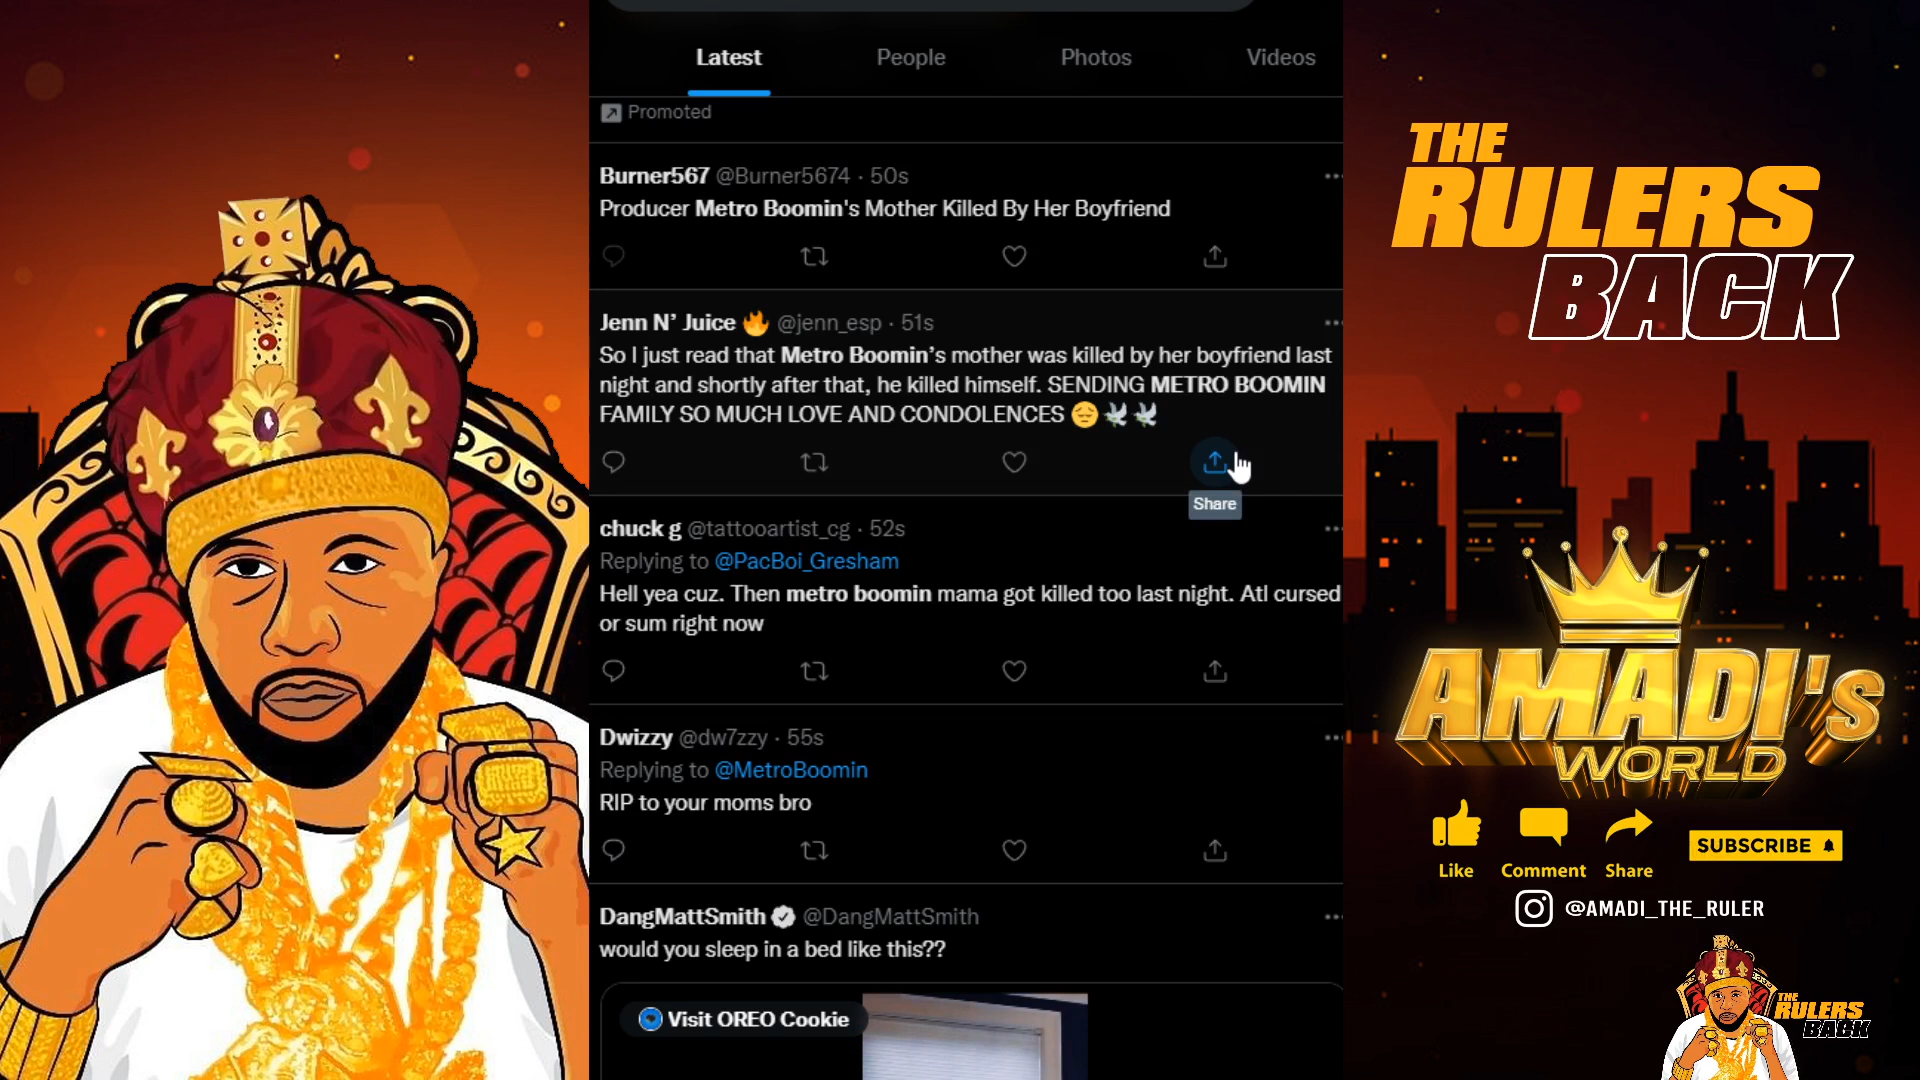 Latest People Photos Videos
Promoted
Burner567 @Burner5674 · 50s
Producer Metro Boomin's Mother Killed By Her Boyfriend
Jenn N' Juice 🔥 @jenn_esp · 51s
So I just read that Metro Boomin's mother was killed by her boyfriend last
night and shortly after that, he killed himself. SENDING METRO BOOMIN
FAMILY SO MUCH LOVE AND CONDOLENCES 😔🕊🕊
Share
chuck g @tattooartist_cg · 52s
Replying to @PacBoi_Gresham
Hell yea cuz. Then metro boomin mama got killed too last night. Atl cursed
or sum right now
Dwizzy @dw7zzy · 55s
Replying to @MetroBoomin
RIP to your moms bro
DangMattSmith @DangMattSmith
would you sleep in a bed like this??
Visit OREO Cookie
THE
RULERS
BACK
AMADI's
WORLD
Like Comment Share
SUBSCRIBE
@AMADI_THE_RULER
THE
RULERS
BACK